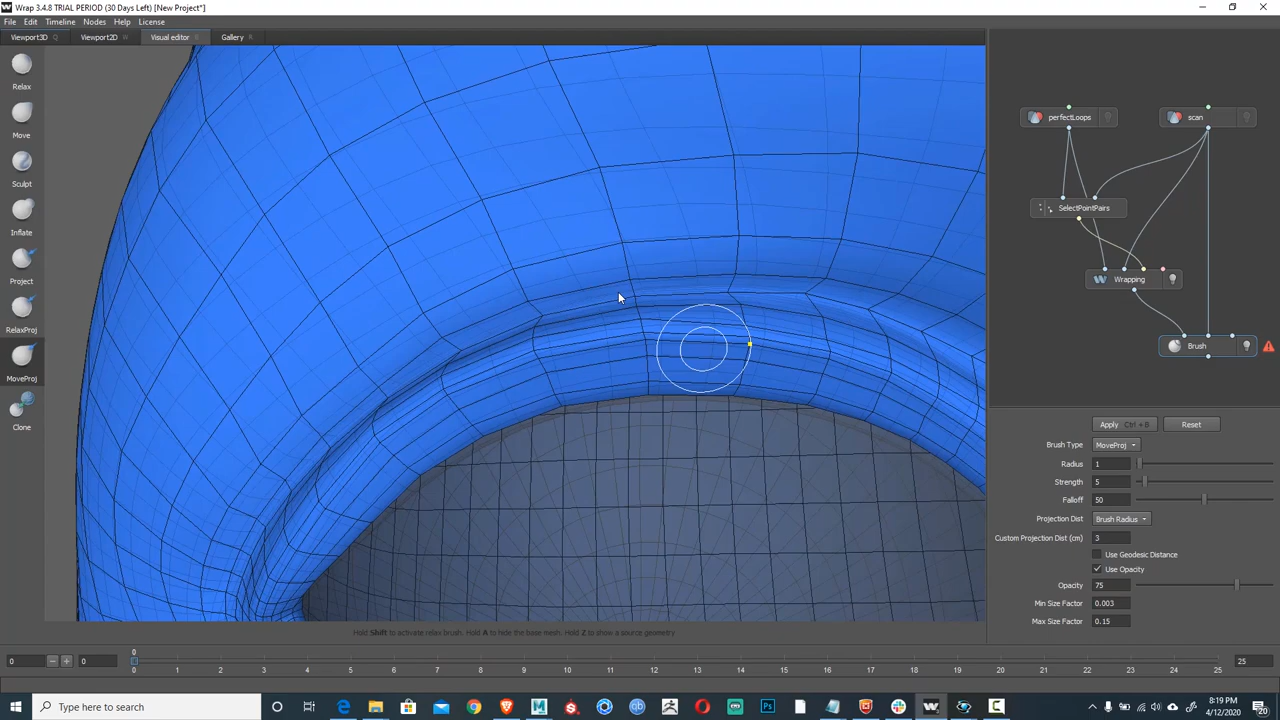 Wrap 3.4.8 TRIAL PERIOD (30 Days Left) [New Project*]
File Edit Timeline Nodes Help License
Viewport3D Q Viewport2D W Visual editor E Gallery R
Relax
Move
Sculpt
Inflate
Project
RelaxProj
MoveProj
Clone
perfectLoops scan
SelectPointPairs
Wrapping
Brush
Apply Ctrl + B Reset
Brush Type MoveProj
Radius 1
Strength 5
Falloff 50
Projection Dist Brush Radius
Custom Projection Dist (cm) 3
Use Geodesic Distance
Use Opacity
Opacity 75
Min Size Factor 0.003
Max Size Factor 0.15
Hold Shift to activate relax brush. Hold A to hide the base mesh. Hold Z to show a source geometry
0
0 0 25
0 1 2 3 4 5 6 7 8 9 10 11 12 13 14 15 16 17 18 19 20 21 22 23 24 25
Type here to search
8:19 PM
4/12/2020
20